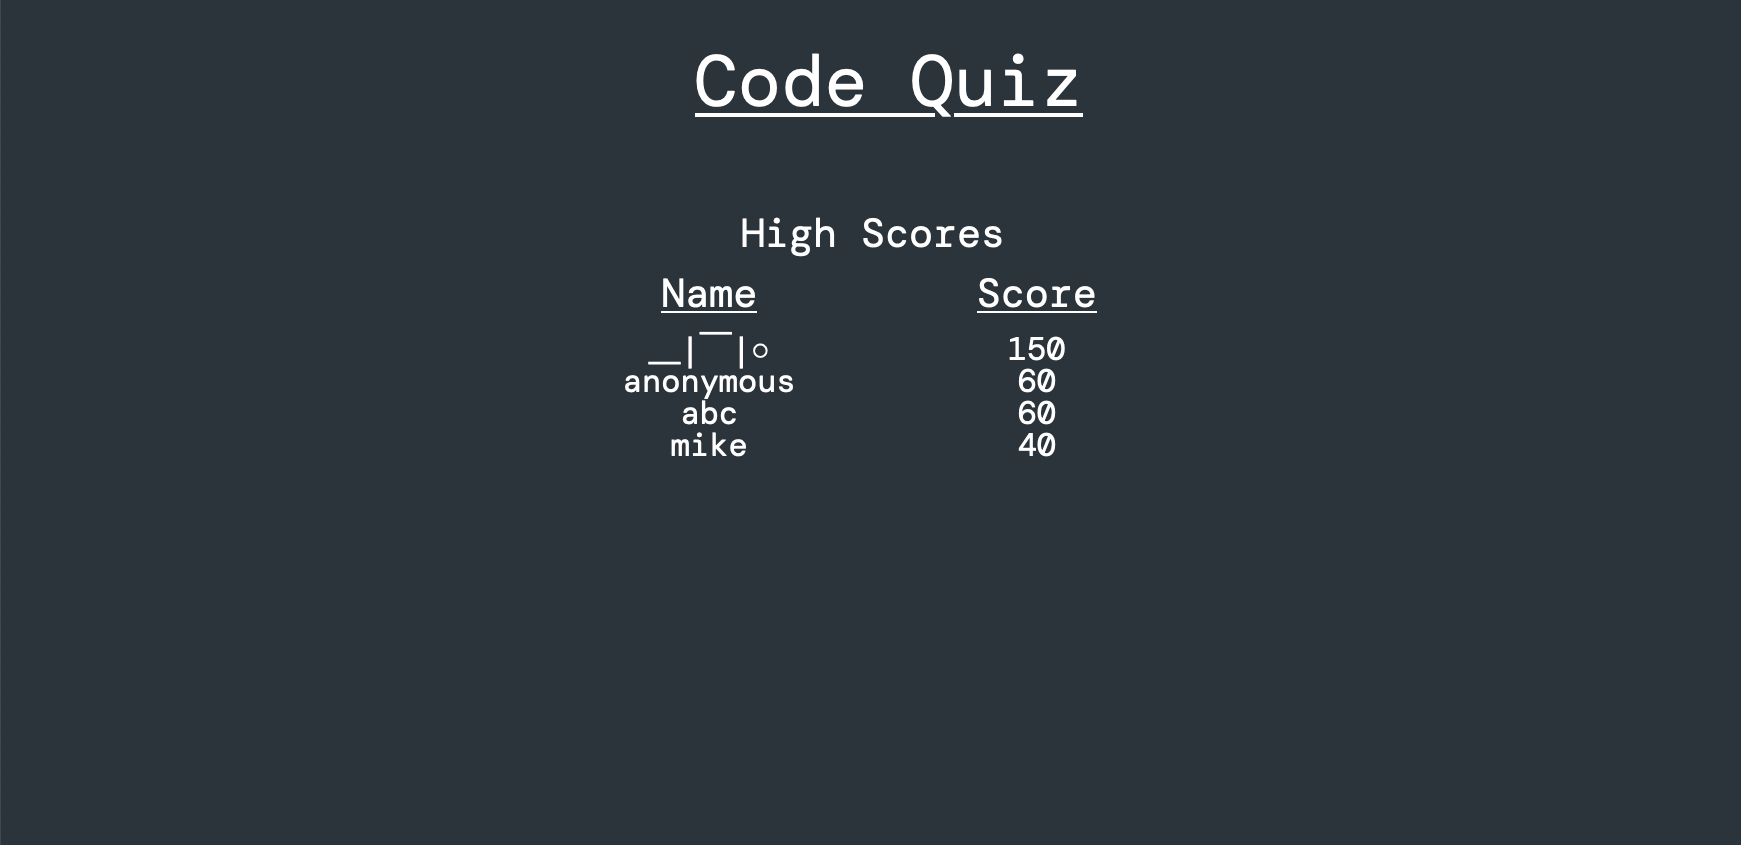 Code Quiz
High Scores
Name Score
__|‾‾|○ 150
anonymous 60
abc 60
mike 40